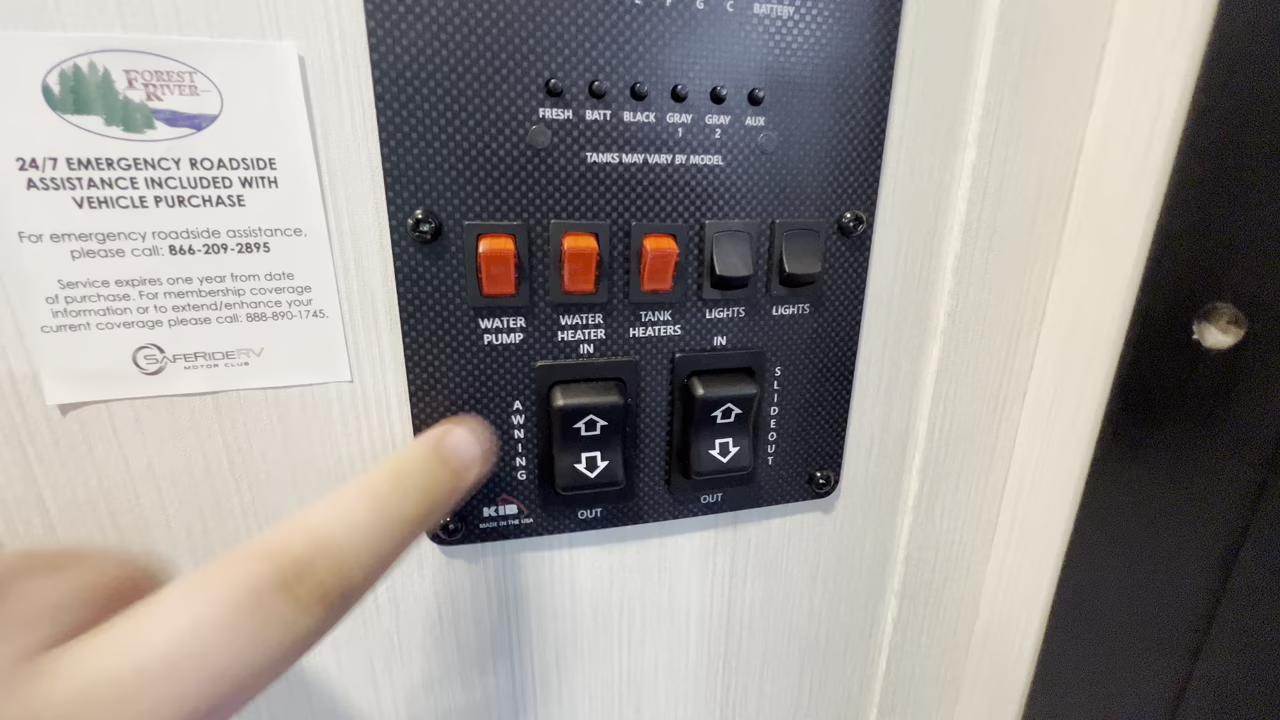 FOREST
RIVER
24/7 EMERGENCY ROADSIDE
ASSISTANCE INCLUDED WITH
VEHICLE PURCHASE
For emergency roadside assistance,
please call: 866-209-2895
Service expires one year from date
of purchase. For membership coverage
information or to extend/enhance your
current coverage please call: 888-890-1745.
SAFERIDERV
MOTOR CLUB
F G C BATTERY
FRESH BATT BLACK GRAY 1 GRAY 2 AUX
TANKS MAY VARY BY MODEL
WATER PUMP
WATER HEATER
TANK HEATERS
LIGHTS
LIGHTS
IN
IN
AWNING
SLIDEOUT
OUT
OUT
KIB
MADE IN THE USA